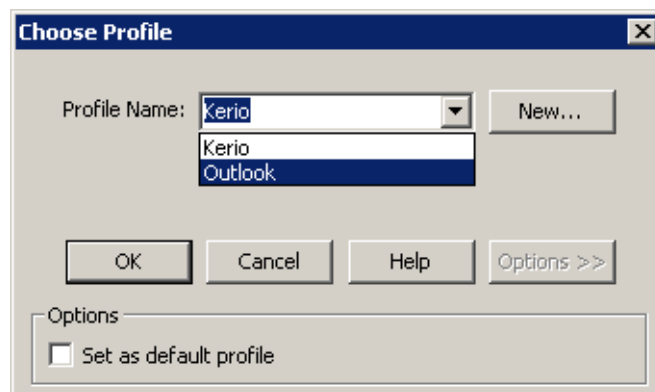 Choose Profile
Profile Name: Kerio New...
Kerio
Outlook
OK Cancel Help Options >>
Options
Set as default profile